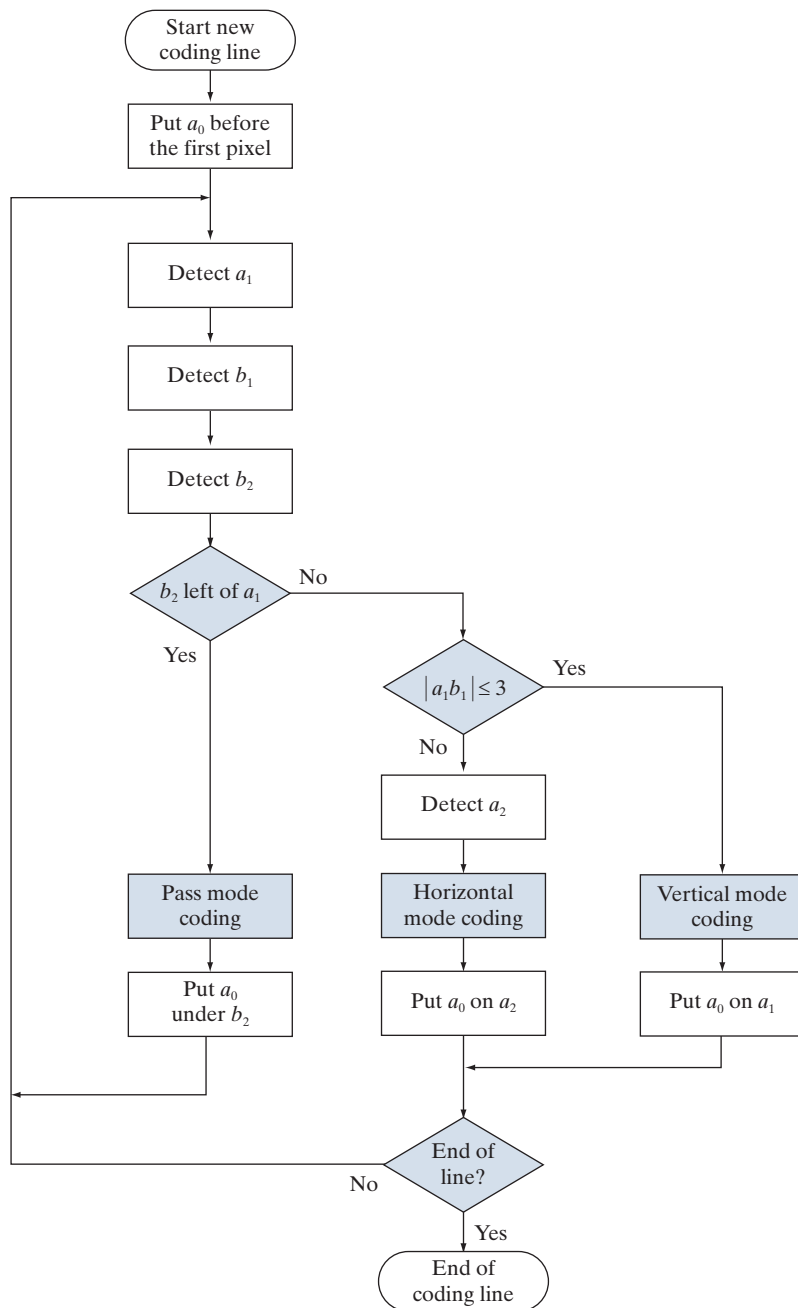 Start new
coding line
Put a₀ before
the first pixel
Detect a₁
Detect b₁
Detect b₂
b₂ left of a₁
No
Yes
|a₁b₁| ≤ 3
Yes
No
Detect a₂
Pass mode
coding
Horizontal
mode coding
Vertical mode
coding
Put a₀
under b₂
Put a₀ on a₂
Put a₀ on a₁
End of
line?
No
Yes
End of
coding line